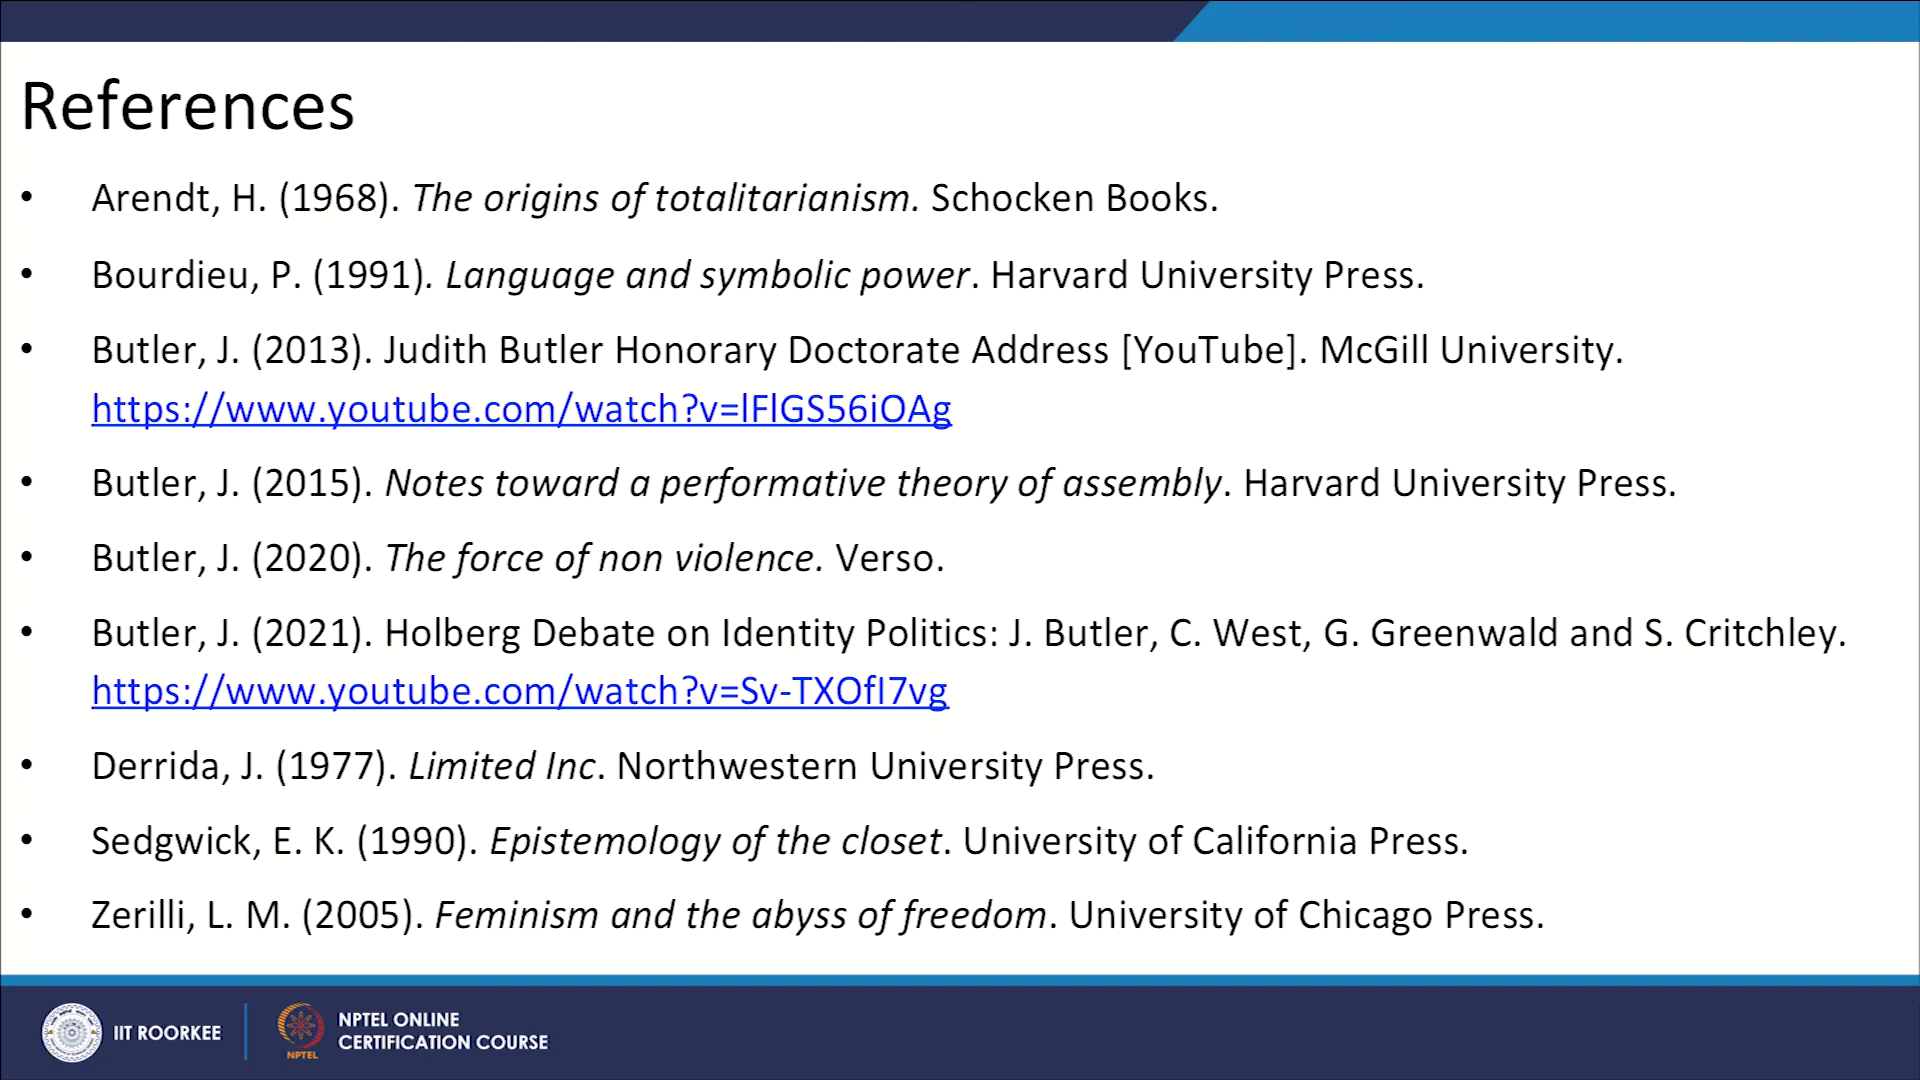 References
• Arendt, H. (1968). The origins of totalitarianism. Schocken Books.
• Bourdieu, P. (1991). Language and symbolic power. Harvard University Press.
• Butler, J. (2013). Judith Butler Honorary Doctorate Address [YouTube]. McGill University.
https://www.youtube.com/watch?v=lFlGS56iOAg
• Butler, J. (2015). Notes toward a performative theory of assembly. Harvard University Press.
• Butler, J. (2020). The force of non violence. Verso.
• Butler, J. (2021). Holberg Debate on Identity Politics: J. Butler, C. West, G. Greenwald and S. Critchley.
https://www.youtube.com/watch?v=Sv-TXOfI7vg
• Derrida, J. (1977). Limited Inc. Northwestern University Press.
• Sedgwick, E. K. (1990). Epistemology of the closet. University of California Press.
• Zerilli, L. M. (2005). Feminism and the abyss of freedom. University of Chicago Press.
IIT ROORKEE
NPTEL
NPTEL ONLINE
CERTIFICATION COURSE